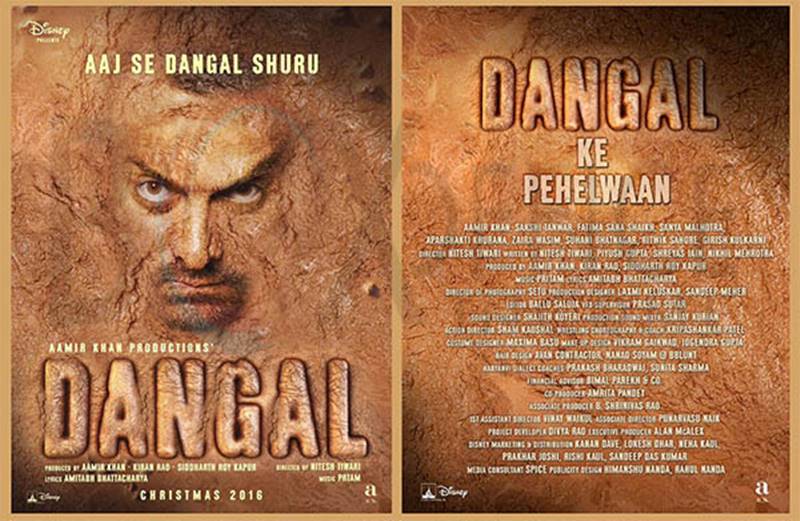 Disney
PRESENTS
AAJ SE DANGAL SHURU
AAMIR KHAN PRODUCTIONS'
DANGAL
PRODUCED BY AAMIR KHAN · KIRAN RAO · SIDDHARTH ROY KAPUR DIRECTED BY NITESH TIWARI
LYRICS AMITABH BHATTACHARYA MUSIC PRITAM
Disney CHRISTMAS 2016 a
DANGAL
KE
PEHELWAAN
AAMIR KHAN, SAKSHI TANWAR, FATIMA SANA SHAIKH, SANYA MALHOTRA,
APARSHAKTI KHURANA, ZAIRA WASIM, SUHANI BHATNAGAR, RITWIK SAHORE, GIRISH KULKARNI
DIRECTOR NITESH TIWARI WRITTEN BY NITESH TIWARI, PIYUSH GUPTA, SHREYAS JAIN, NIKHIL MEHROTRA
PRODUCED BY AAMIR KHAN, KIRAN RAO, SIDDHARTH ROY KAPUR
MUSIC PRITAM LYRICS AMITABH BHATTACHARYA
DIRECTOR OF PHOTOGRAPHY SETU PRODUCTION DESIGNER LAXMI KELUSKAR, SANDEEP MEHER
EDITOR BALLU SALUJA VFX SUPERVISOR PRASAD SUTAR
SOUND DESIGNER SHAJITH KOYERI PRODUCTION SOUND MIXER SANJAY KURIAN
ACTION DIRECTOR SHAM KAUSHAL WRESTLING CHOREOGRAPHY & COACH KRIPASHANKAR PATEL
COSTUME DESIGNER MAXIMA BASU MAKE-UP DESIGN VIKRAM GAIKWAD, JOGENDRA GUPTA
HAIR DESIGN AVAN CONTRACTOR, NANAO SOYAM @ BBLUNT
HARYANVI DIALECT COACHES PRAKASH BHARADWAJ, SUNITA SHARMA
FINANCIAL ADVISOR BIMAL PAREKH & CO.
CO-PRODUCER AMRITA PANDEY
ASSOCIATE PRODUCER B. SHRINIVAS RAO
1ST ASSISTANT DIRECTOR VINAY WAIKUL ASSOCIATE DIRECTOR PUNARVASU NAIK
PROJECT DEVELOPER DIVYA RAO EXECUTIVE PRODUCER ALAN McALEX
DISNEY MARKETING & DISTRIBUTION KARAN DAVE, LOKESH DHAR, NEHA KAUL,
PRAKHAR JOSHI, RISHI KAUL, SANDEEP DAS KUMAR
MEDIA CONSULTANT SPICE PUBLICITY DESIGN HIMANSHU NANDA, RAHUL NANDA
Disney a